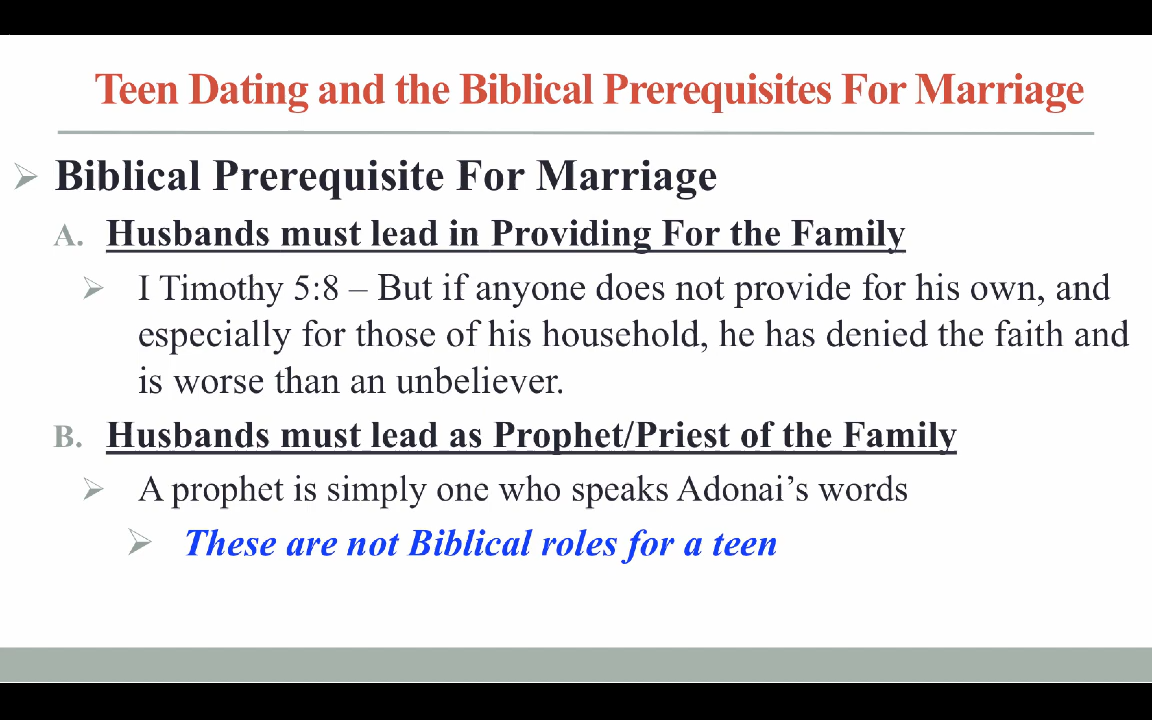 Teen Dating and the Biblical Prerequisites For Marriage
Biblical Prerequisite For Marriage
A. Husbands must lead in Providing For the Family
I Timothy 5:8 – But if anyone does not provide for his own, and
especially for those of his household, he has denied the faith and
is worse than an unbeliever.
B. Husbands must lead as Prophet/Priest of the Family
A prophet is simply one who speaks Adonai’s words
These are not Biblical roles for a teen